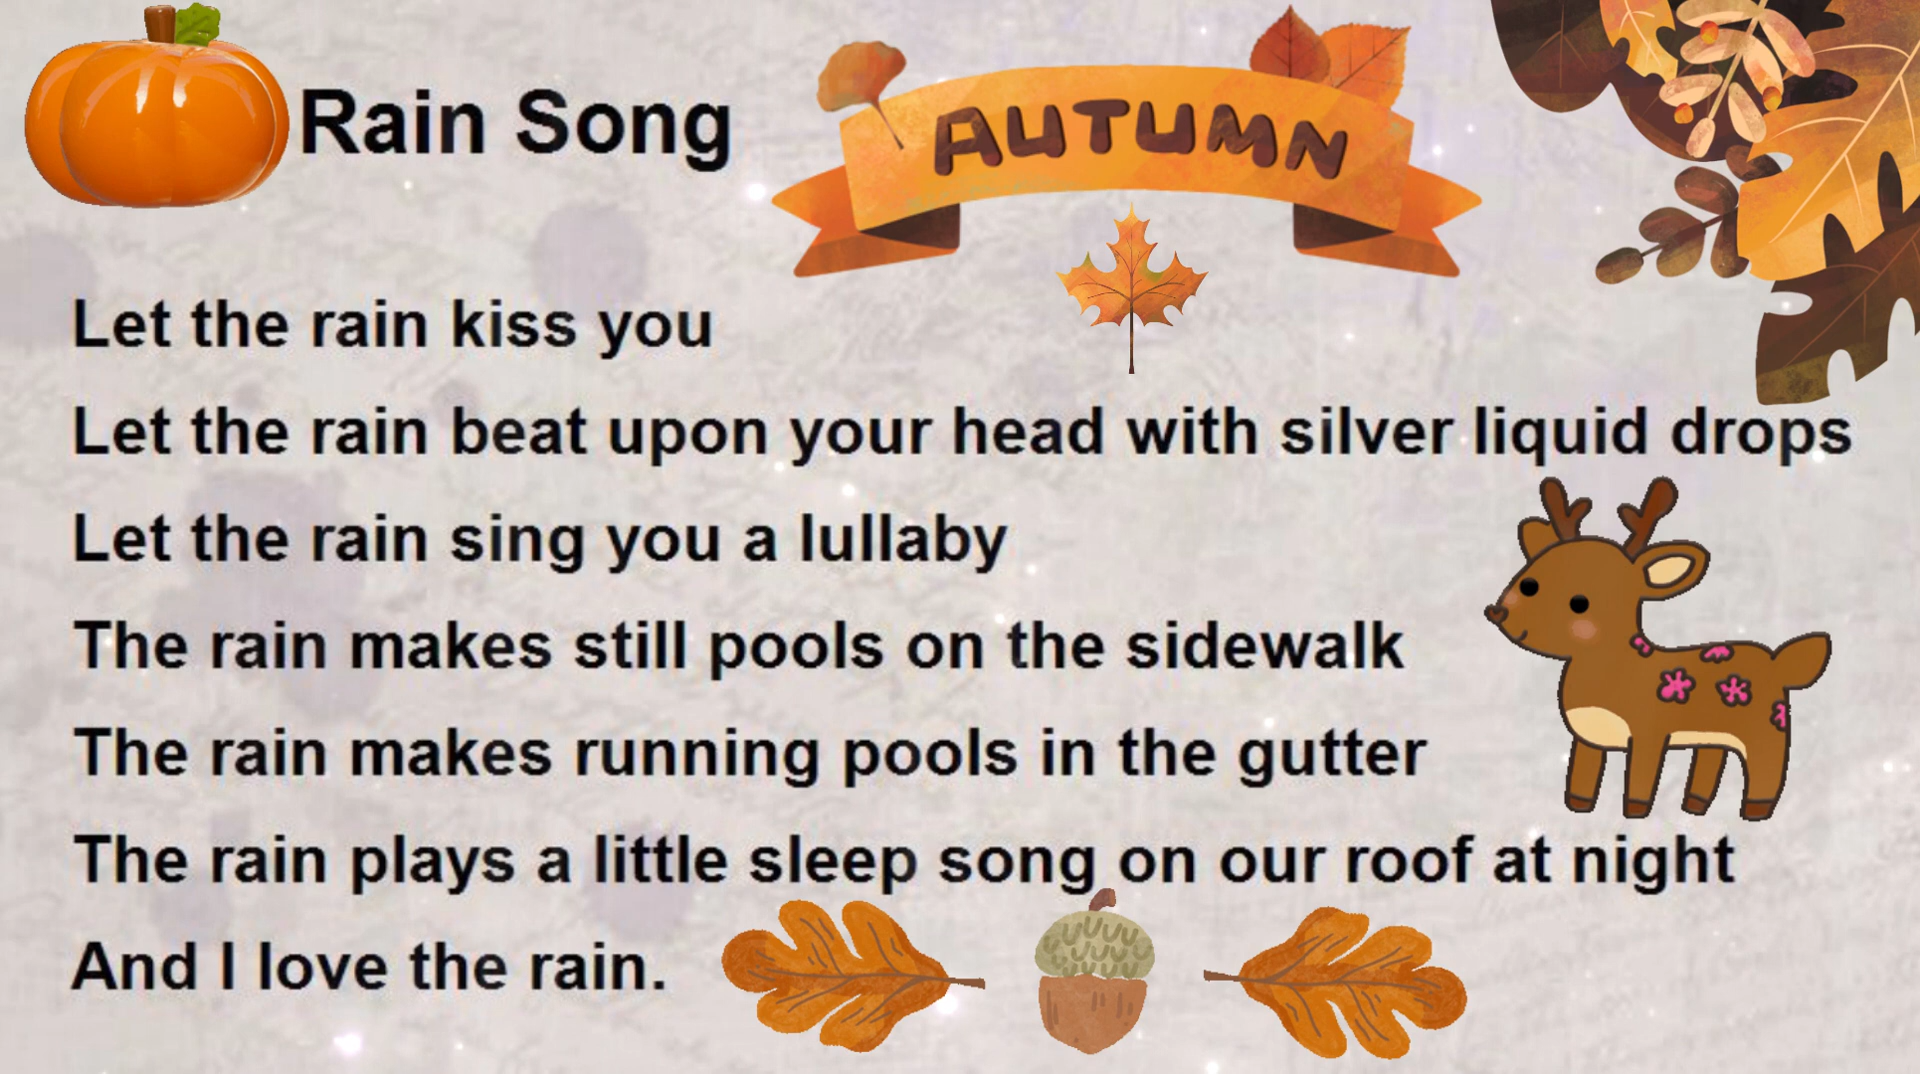 Rain Song
AUTUMN
Let the rain kiss you
Let the rain beat upon your head with silver liquid drops
Let the rain sing you a lullaby
The rain makes still pools on the sidewalk
The rain makes running pools in the gutter
The rain plays a little sleep song on our roof at night
And I love the rain.